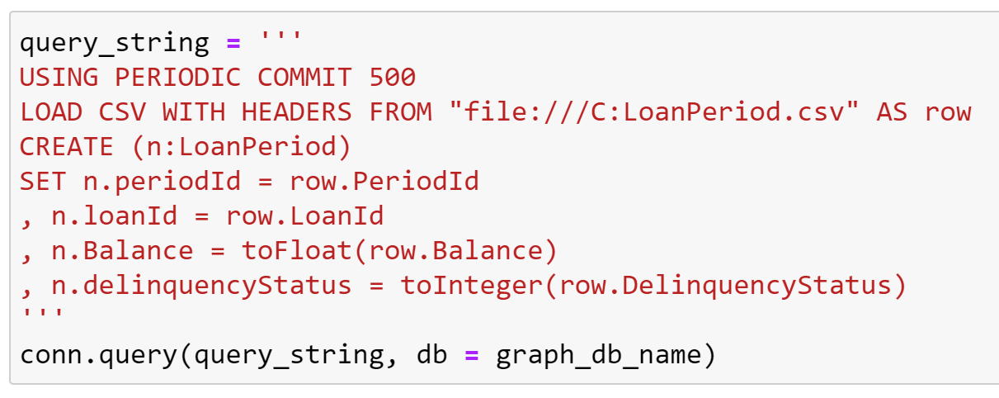 query_string = '''
USING PERIODIC COMMIT 500
LOAD CSV WITH HEADERS FROM "file:///C:LoanPeriod.csv" AS row
CREATE (n:LoanPeriod)
SET n.periodId = row.PeriodId
, n.loanId = row.LoanId
, n.Balance = toFloat(row.Balance)
, n.delinquencyStatus = toInteger(row.DelinquencyStatus)
'''
conn.query(query_string, db = graph_db_name)